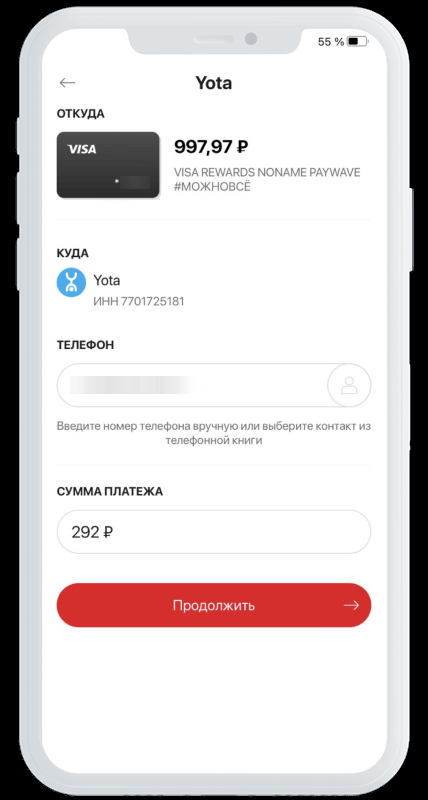 55 %
Yota
ОТКУДА
VISA
997,97 ₽
VISA REWARDS NONAME PAYWAVE
#МОЖНОВСЁ
КУДА
Yota
ИНН 7701725181
ТЕЛЕФОН
Введите номер телефона вручную или выберите контакт из
телефонной книги
СУММА ПЛАТЕЖА
292 ₽
Продолжить